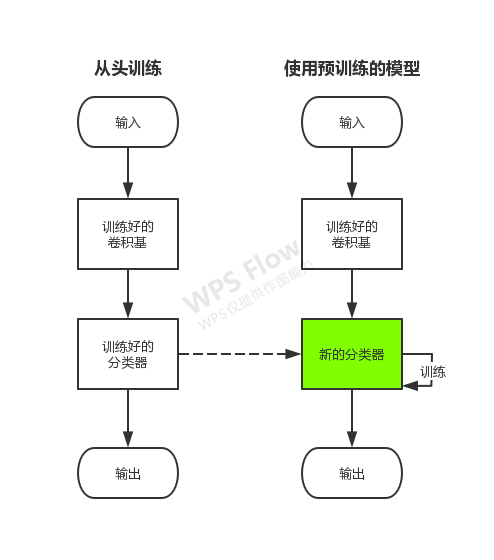 从头训练
使用预训练的模型
输入
输入
训练好的
卷积基
训练好的
卷积基
WPS Flow
WPS仅提供作图能力
训练好的
分类器
新的分类器
训练
输出
输出